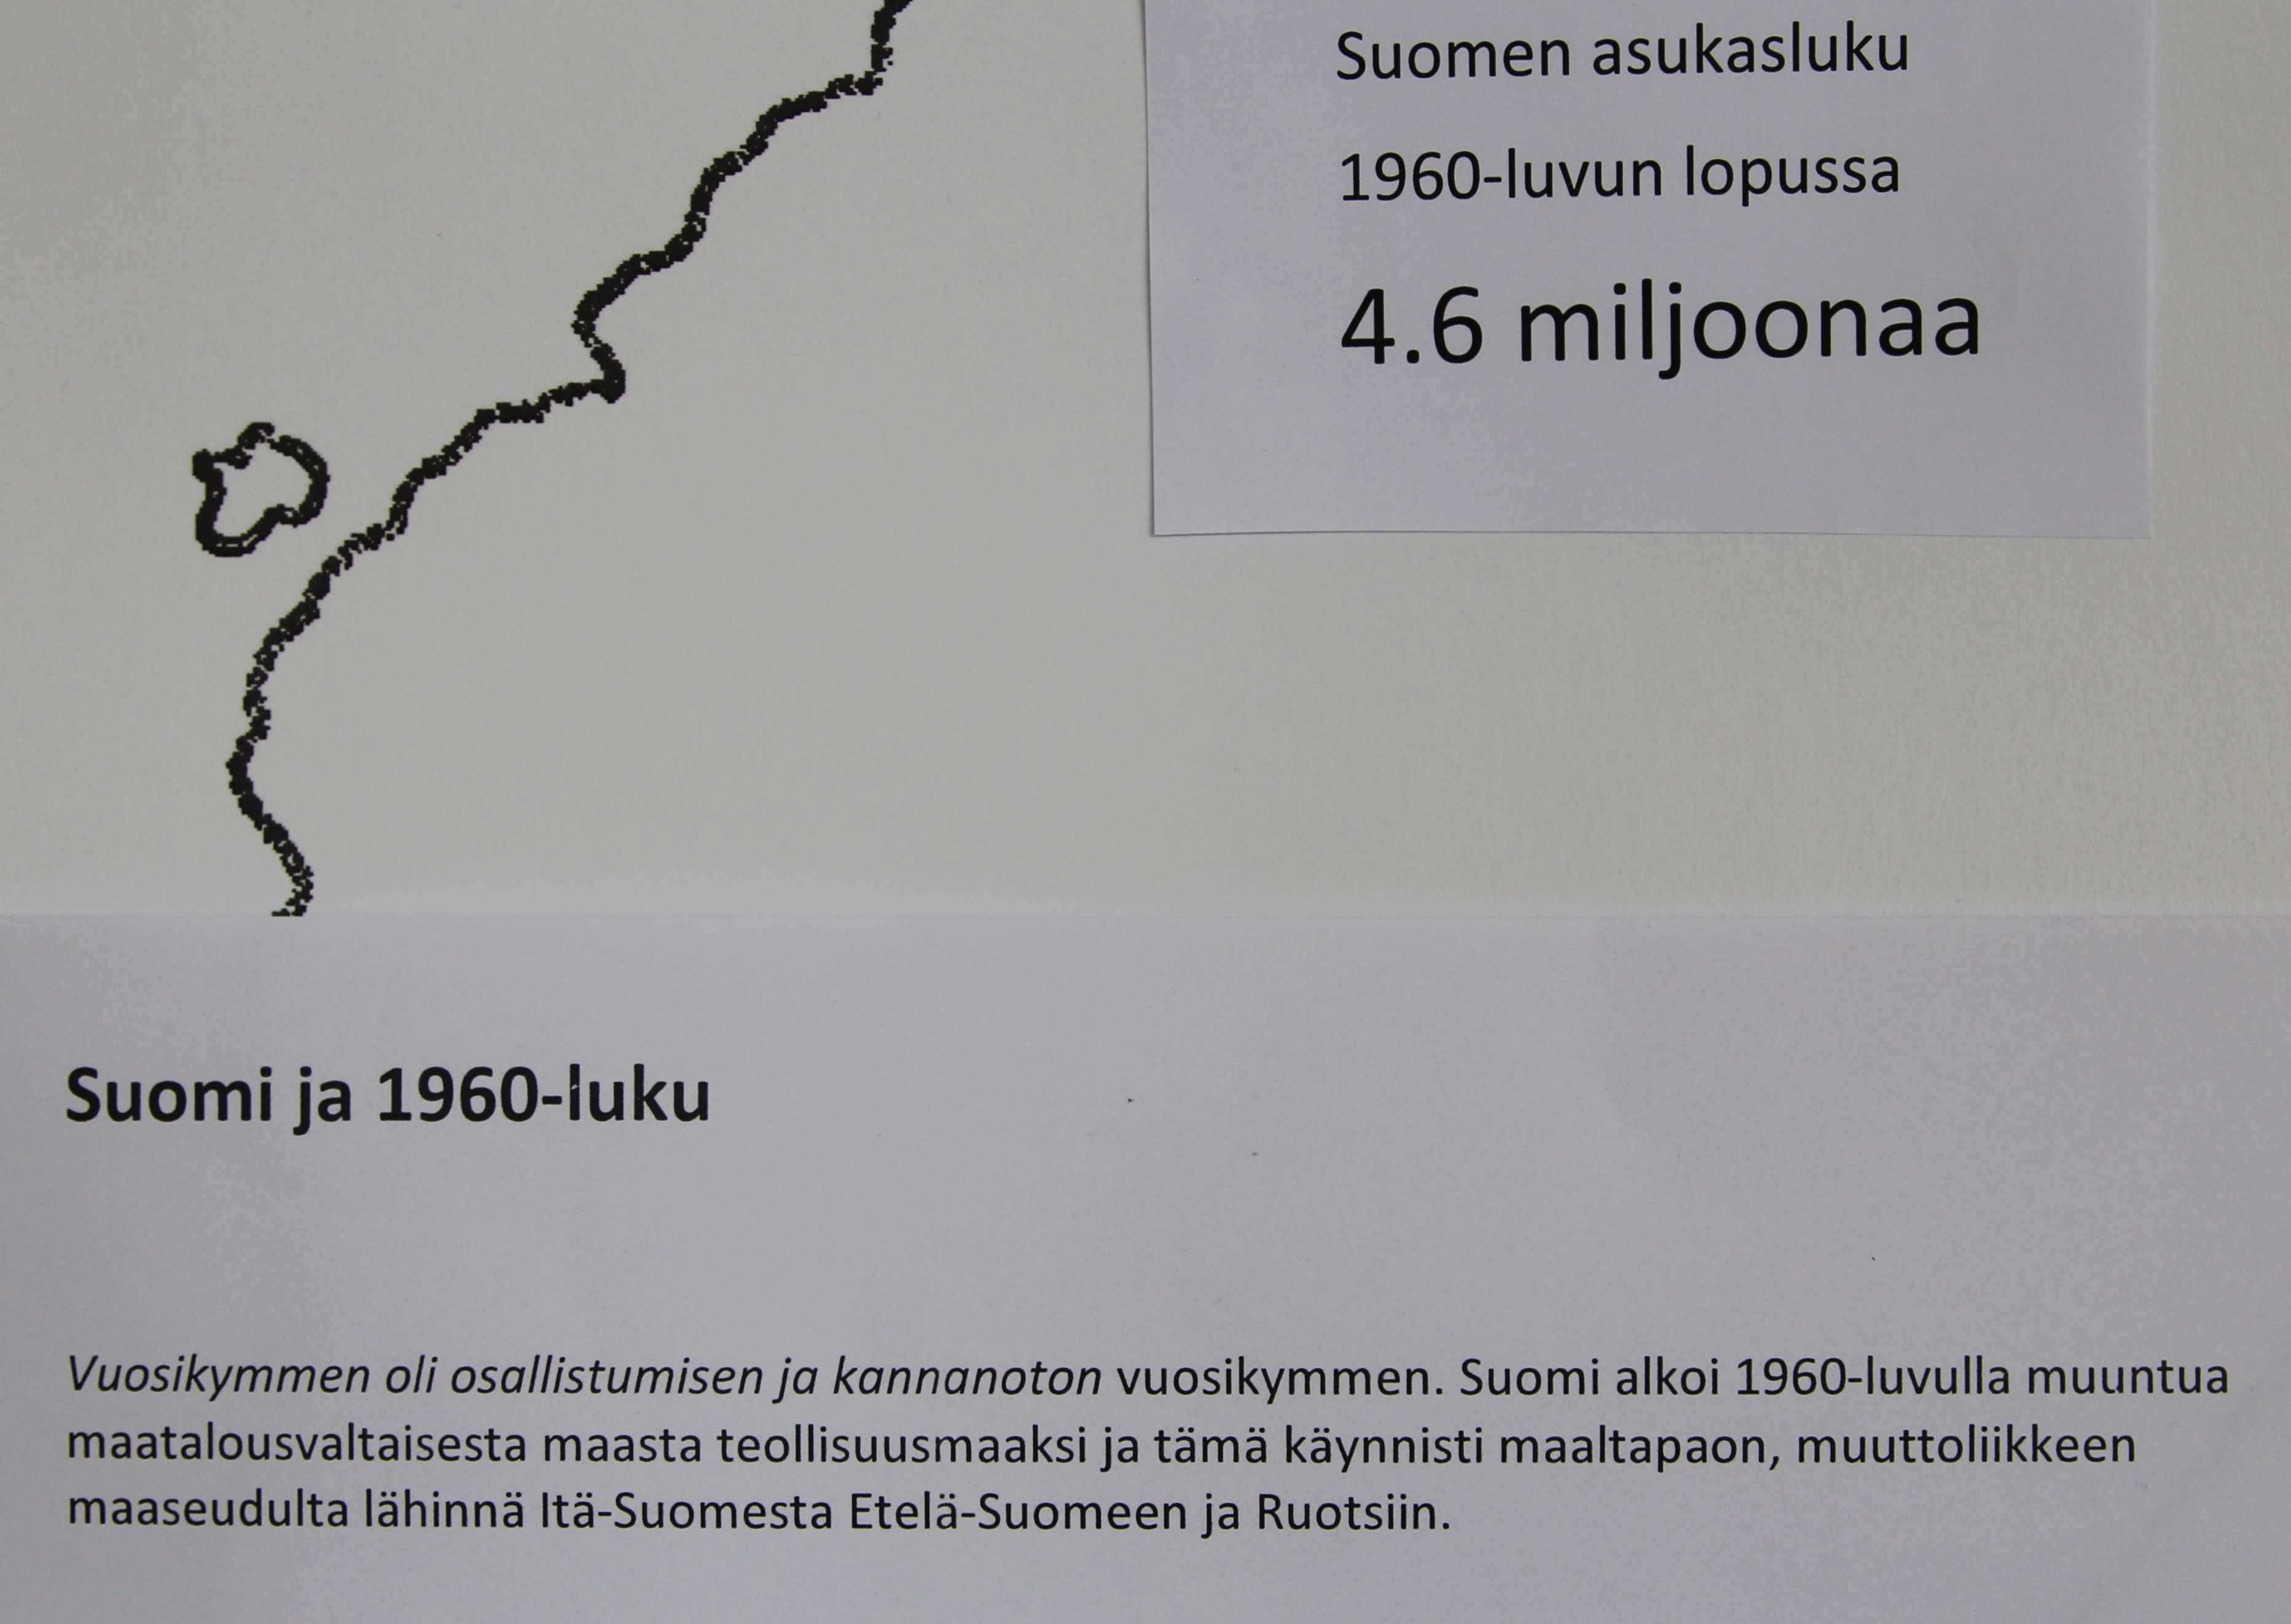 Suomen asukasluku
1960-luvun lopussa
4.6 miljoonaa
Suomi ja 1960-luku
Vuosikymmen oli osallistumisen ja kannanoton vuosikymmen. Suomi alkoi 1960-luvulla muuntua
maatalousvaltaisesta maasta teollisuusmaaksi ja tämä käynnisti maaltapaon, muuttoliikkeen
maaseudulta lähinnä Itä-Suomesta Etelä-Suomeen ja Ruotsiin.